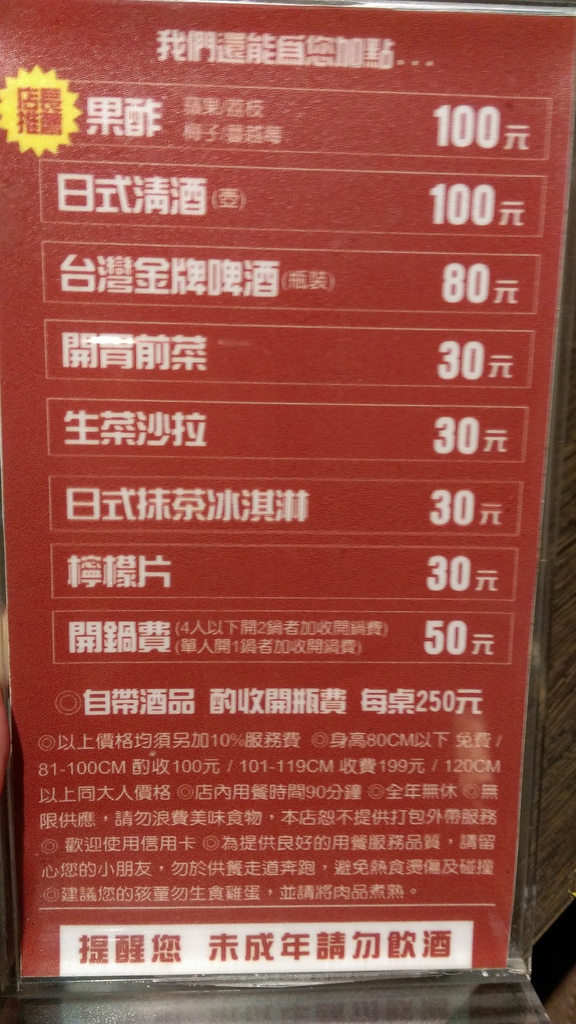 我們還能為您加點...
店長
推薦
果酢 蘋果/荔枝
梅子/蔓越莓
100元
日式清酒(壺) 100元
台灣金牌啤酒(瓶裝) 80元
開胃前菜 30元
生菜沙拉 30元
日式抹茶冰淇淋 30元
檸檬片 30元
開鍋費(4人以下開2鍋者加收開鍋費)
(單人開1鍋者加收開鍋費)
50元
◎自帶酒品 酌收開瓶費 每桌250元
◎以上價格均須另加10%服務費 ◎身高80CM以下 免費 /
81-100CM 酌收100元 / 101-119CM 收費199元 / 120CM
以上同大人價格 ◎店內用餐時間90分鐘 ◎全年無休 ◎無
限供應，請勿浪費美味食物，本店恕不提供打包外帶服務
◎ 歡迎使用信用卡 ◎為提供良好的用餐服務品質，請留
心您的小朋友，勿於供餐走道奔跑，避免熱食燙傷及碰撞
◎建議您的孩童勿生食雞蛋，並請將肉品煮熟。
提醒您 未成年請勿飲酒